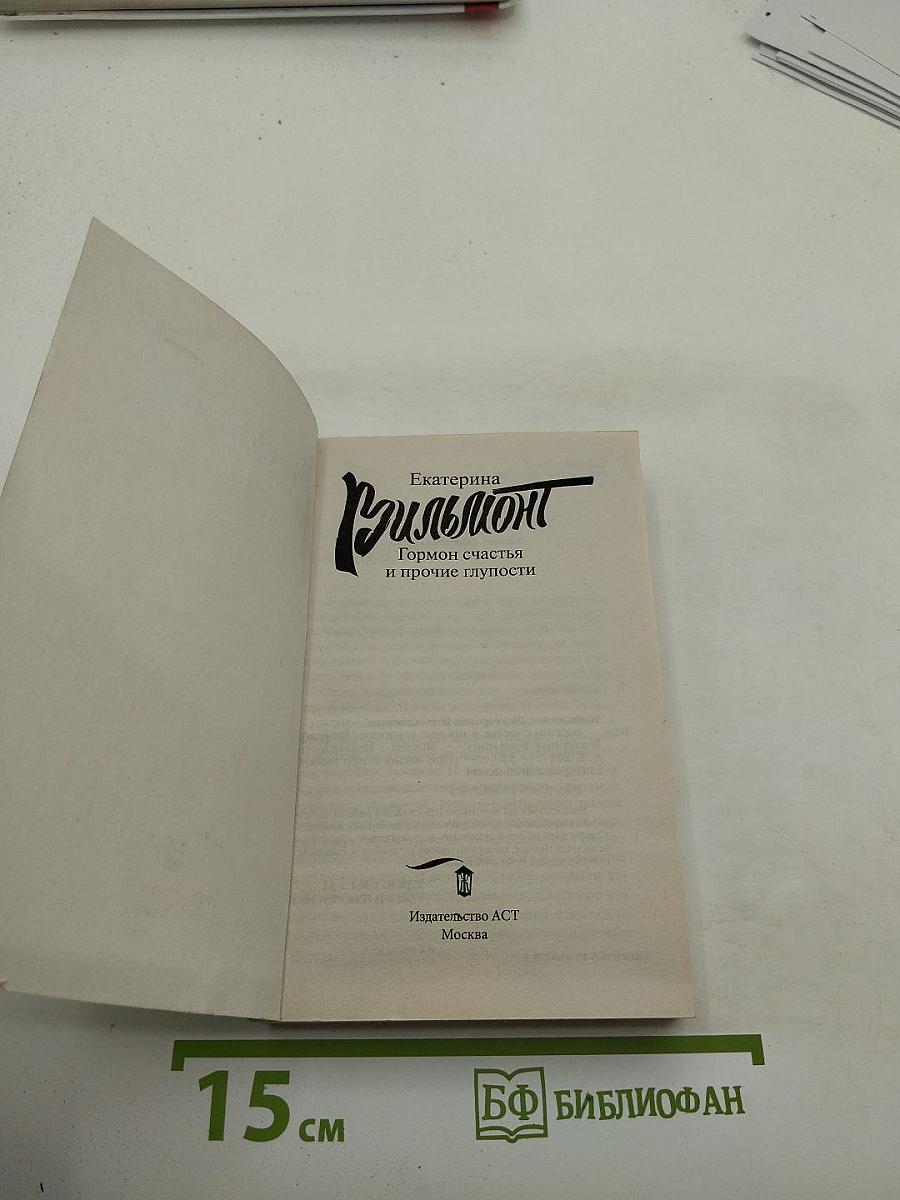 Екатерина
Вильмонт
Гормон счастья
и прочие глупости
Ж
Издательство АСТ
Москва
15 см
БФ БИБЛИОФАН